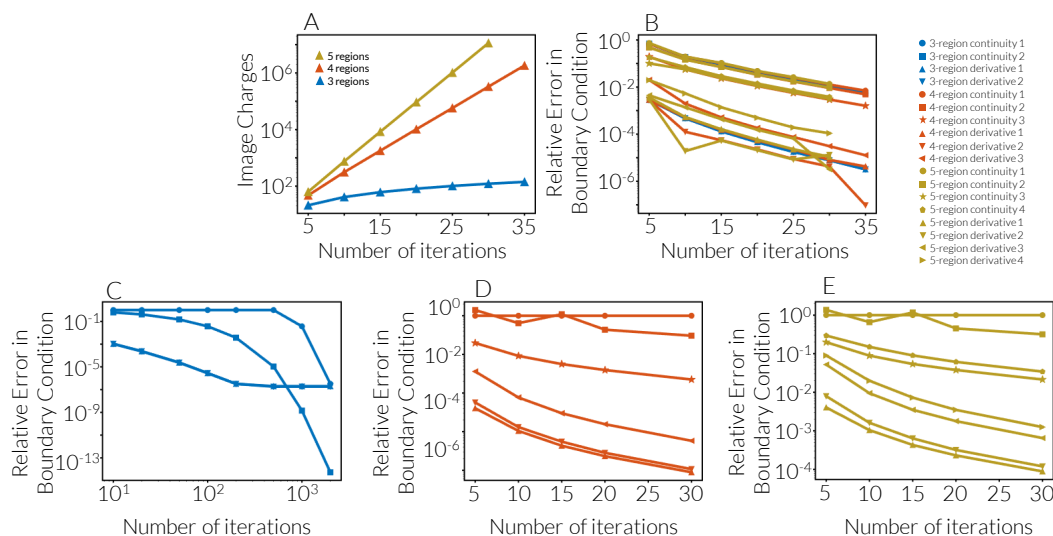 A
5 regions
4 regions
3 regions
Image Charges
10^6
10^4
10^2
5 15 25 35
Number of iterations
B
Relative Error in
Boundary Condition
10^0
10^-2
10^-4
10^-6
5 15 25 35
Number of iterations
3-region continuity 1
3-region continuity 2
3-region derivative 1
3-region derivative 2
4-region continuity 1
4-region continuity 2
4-region continuity 3
4-region derivative 1
4-region derivative 2
4-region derivative 3
5-region continuity 1
5-region continuity 2
5-region continuity 3
5-region continuity 4
5-region derivative 1
5-region derivative 2
5-region derivative 3
5-region derivative 4
C
Relative Error in
Boundary Condition
10^-1
10^-5
10^-9
10^-13
10^1 10^2 10^3
Number of iterations
D
Relative Error in
Boundary Condition
10^0
10^-2
10^-4
10^-6
5 10 15 20 25 30
Number of iterations
E
Relative Error in
Boundary Condition
10^0
10^-1
10^-2
10^-3
10^-4
5 10 15 20 25 30
Number of iterations